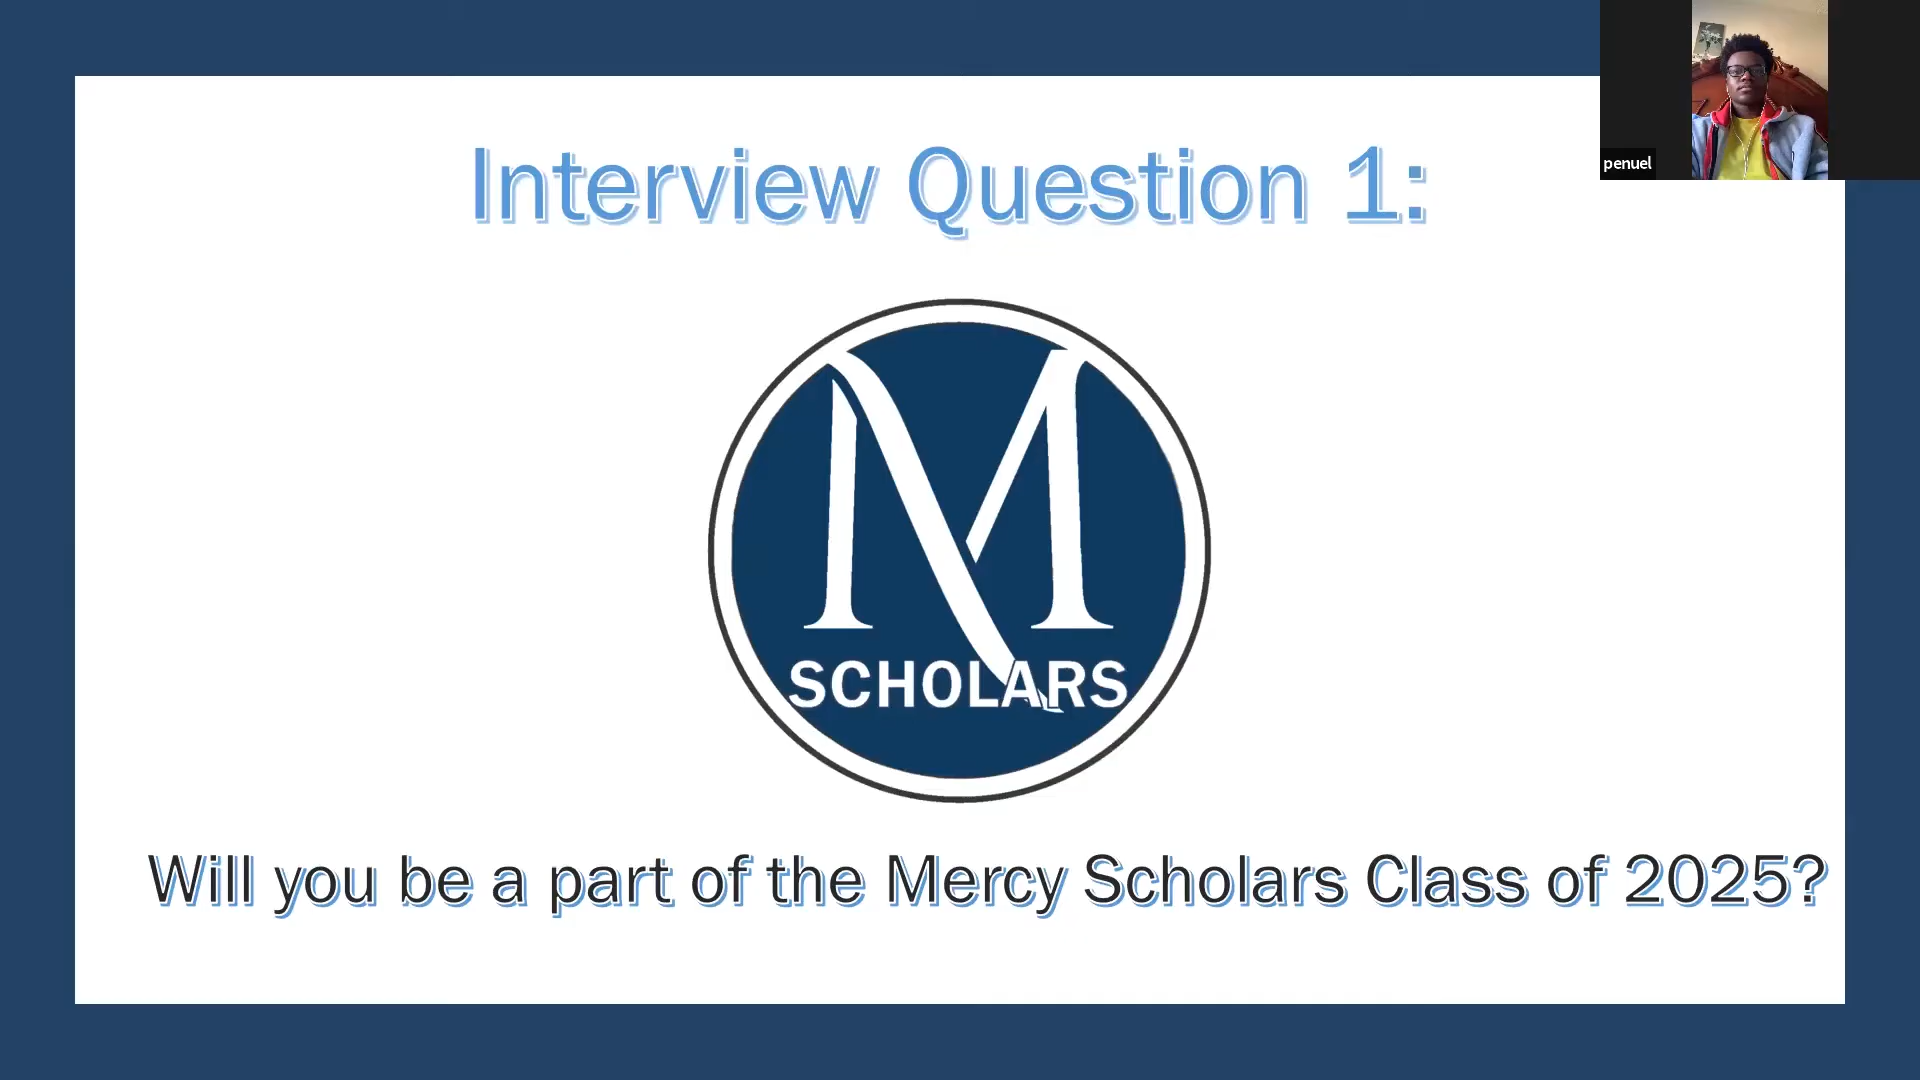 penuel
Interview Question 1:
M
SCHOLARS
Will you be a part of the Mercy Scholars Class of 2025?